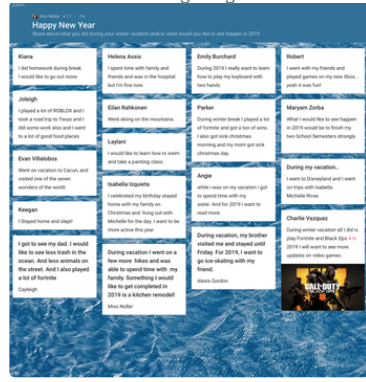 Miss Noller
Happy New Year
Share about what you did during your winter vacation and/or what would you like to see happen in 2019
Kiana
I did homework during break.
I would like to go out more.
Joleigh
I played a lot of ROBLOX and I
took a road trip to Texas and I
did some work also and I went
to a lot of good food places
Evan Villalobos
Went on vacation to Cacun, and
visited one of the seven
wonders of the world.
Keegan
I Stayed home and slept!
I got to see my dad. I would
like to see less trash in the
ocean. And less animals on
the street. And I also played
a lot of fortnite
Cayleigh
Helena Assis
I spent time with family and
friends and was in the hospital
but I'm fine now.
Eilan Rahkonen
Went skiing on the mountains.
Laylani
I would like to learn how to swim
and take a painting class.
Isabella Izquieta
I celebrated my birthday stayed
home with my family on
Christmas and hung out with
Michelle for the day. I want to be
more active this year
During vacation I went on a
few more hikes and was
able to spend time with my
family. Something I would
like to get completed in
2019 is a kitchen remodel!
Miss Noller
Emily Burchard
During 2019 I really want to learn
how to play my keyboard with
two hands
Parker
During winter break I played a lot
of fortnite and got a ton of wins.
I also got sick christmas
morning and my mom got sick
christmas day.
Angie
while i was on my vacation i got
to spend time with my
sister. And for 2019 I want to
read more.
During vacation, my brother
visited me and stayed until
Friday. For 2019, I want to
go ice-skating with my
friend.
Alexis Gordon
Robert
I went with my friends and
played games on my new Xbox...
yeah it was fun!
Maryam Zorba
What I would like to see happen
in 2019 would be to finish my
two School Semesters strongly.
During my vacation..
I went to Disneyland and I went
on trips with Isabella.
Michelle Rivas
Charlie Vazquez
During winter vacation all i did is
play Fortnite and Black Ops 4 in
2019 I will want to see more
updates on video games.
CALL OF DUTY
BLACK OPS